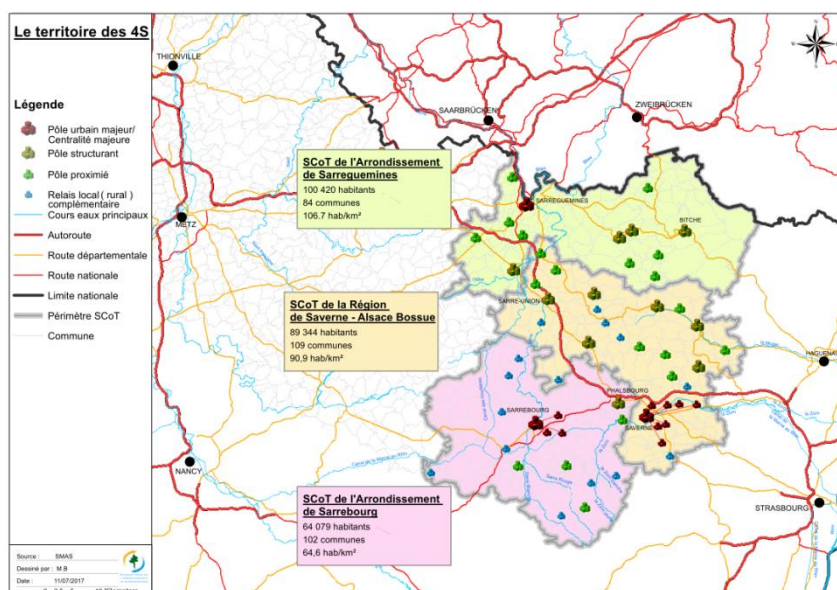 Le territoire des 4S
Légende
Pôle urbain majeur/
Centralité majeure
Pôle structurant
Pôle proximié
Relais local ( rural )
complémentaire
Cours eaux principaux
Autoroute
Route départementale
Route nationale
Limite nationale
Périmètre SCoT
Commune
Source : SMAS
Dessiné par : M B
Date : 11/07/2017
THIONVILLE
SAARBRÜCKEN
ZWEIBRÜCKEN
METZ
SCoT de l'Arrondissement
de Sarreguemines
100 420 habitants
84 communes
106.7 hab/km²
SARREGUEMINES
BITCHE
SCoT de la Région
de Saverne - Alsace Bossue
89 344 habitants
109 communes
90,9 hab/km²
SARRE-UNION
HAGUENAU
PHALSBOURG
SARREBOURG
SAVERNE
NANCY
SCoT de l'Arrondissement
de Sarrebourg
64 079 habitants
102 communes
64,6 hab/km²
STRASBOURG